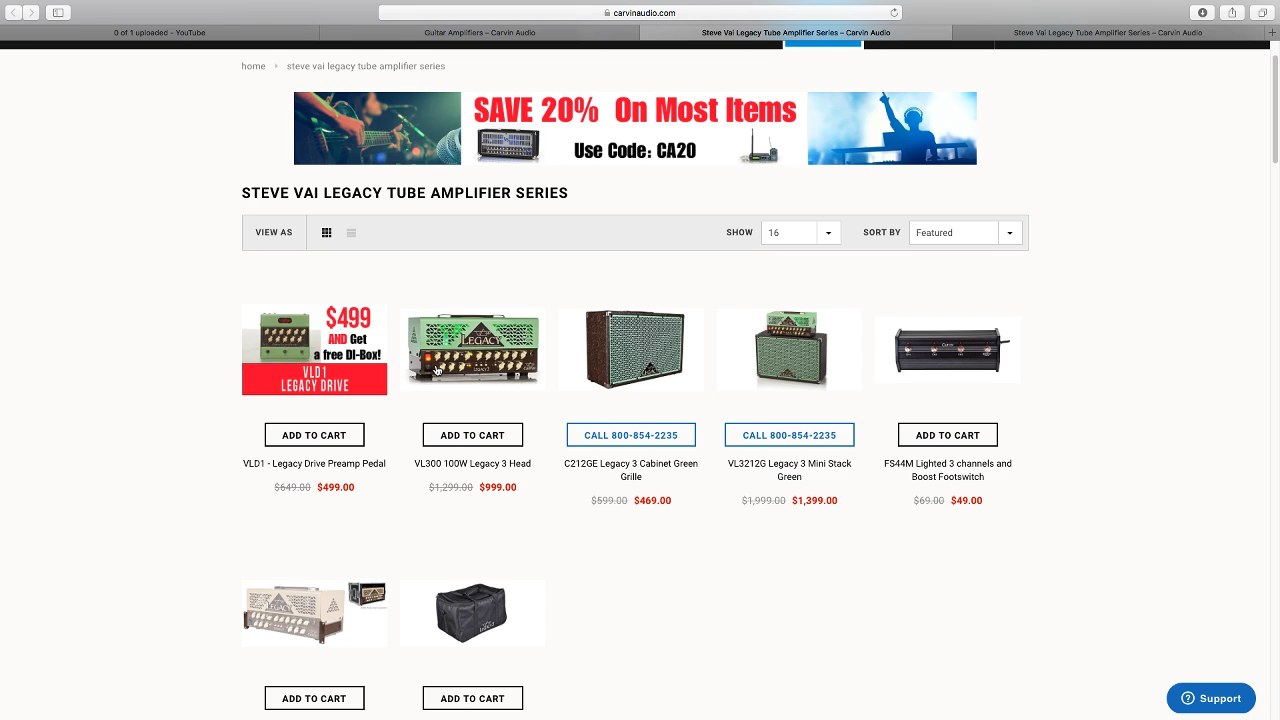 carvinaudio.com
0 of 1 uploaded - YouTube
Guitar Amplifiers – Carvin Audio
Steve Vai Legacy Tube Amplifier Series – Carvin Audio
Steve Vai Legacy Tube Amplifier Series – Carvin Audio
home
steve vai legacy tube amplifier series
SAVE 20% On Most Items
Use Code: CA20
STEVE VAI LEGACY TUBE AMPLIFIER SERIES
VIEW AS
SHOW
16
SORT BY
Featured
$499
AND Get
a free DI-Box!
VLD1
LEGACY DRIVE
LEGACY
ADD TO CART
ADD TO CART
CALL 800-854-2235
CALL 800-854-2235
ADD TO CART
VLD1 - Legacy Drive Preamp Pedal
$649.00 $499.00
VL300 100W Legacy 3 Head
$1,299.00 $999.00
C212GE Legacy 3 Cabinet Green
Grille
$599.00 $469.00
VL3212G Legacy 3 Mini Stack
Green
$1,999.00 $1,399.00
FS44M Lighted 3 channels and
Boost Footswitch
$69.00 $49.00
LEGACY
ADD TO CART
ADD TO CART
Support